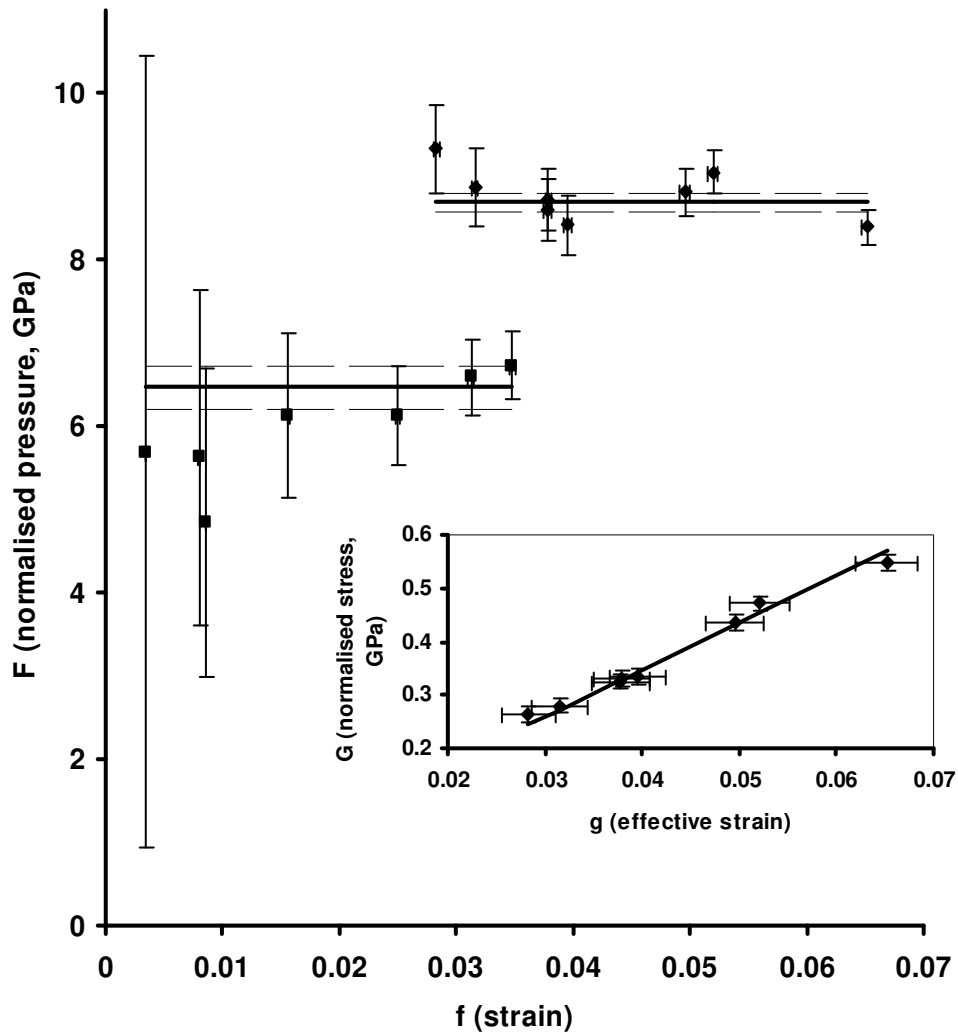 10
8
6
4
2
0
F (normalised pressure, GPa)
0 0.01 0.02 0.03 0.04 0.05 0.06 0.07
f (strain)
0.6
0.5
0.4
0.3
0.2
G (normalised stress,
GPa)
0.02 0.03 0.04 0.05 0.06 0.07
g (effective strain)